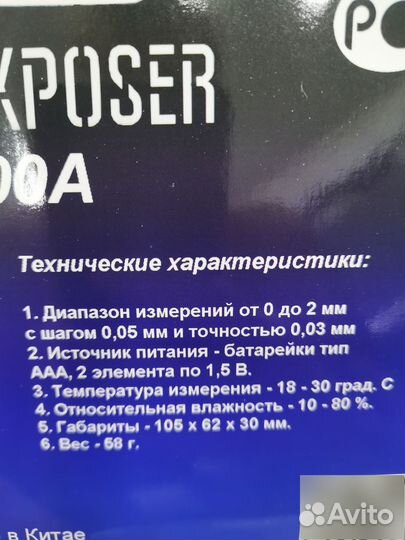 XPOSER
00A
PC
Технические характеристики:
1. Диапазон измерений от 0 до 2 мм
с шагом 0,05 мм и точностью 0,03 мм
2. Источник питания - батарейки тип
ААА, 2 элемента по 1,5 В.
3. Температура измерения - 18 - 30 град. С
4. Относительная влажность - 10 - 80 %.
5. Габариты - 105 х 62 х 30 мм.
6. Вес - 58 г.
в Китае
Avito